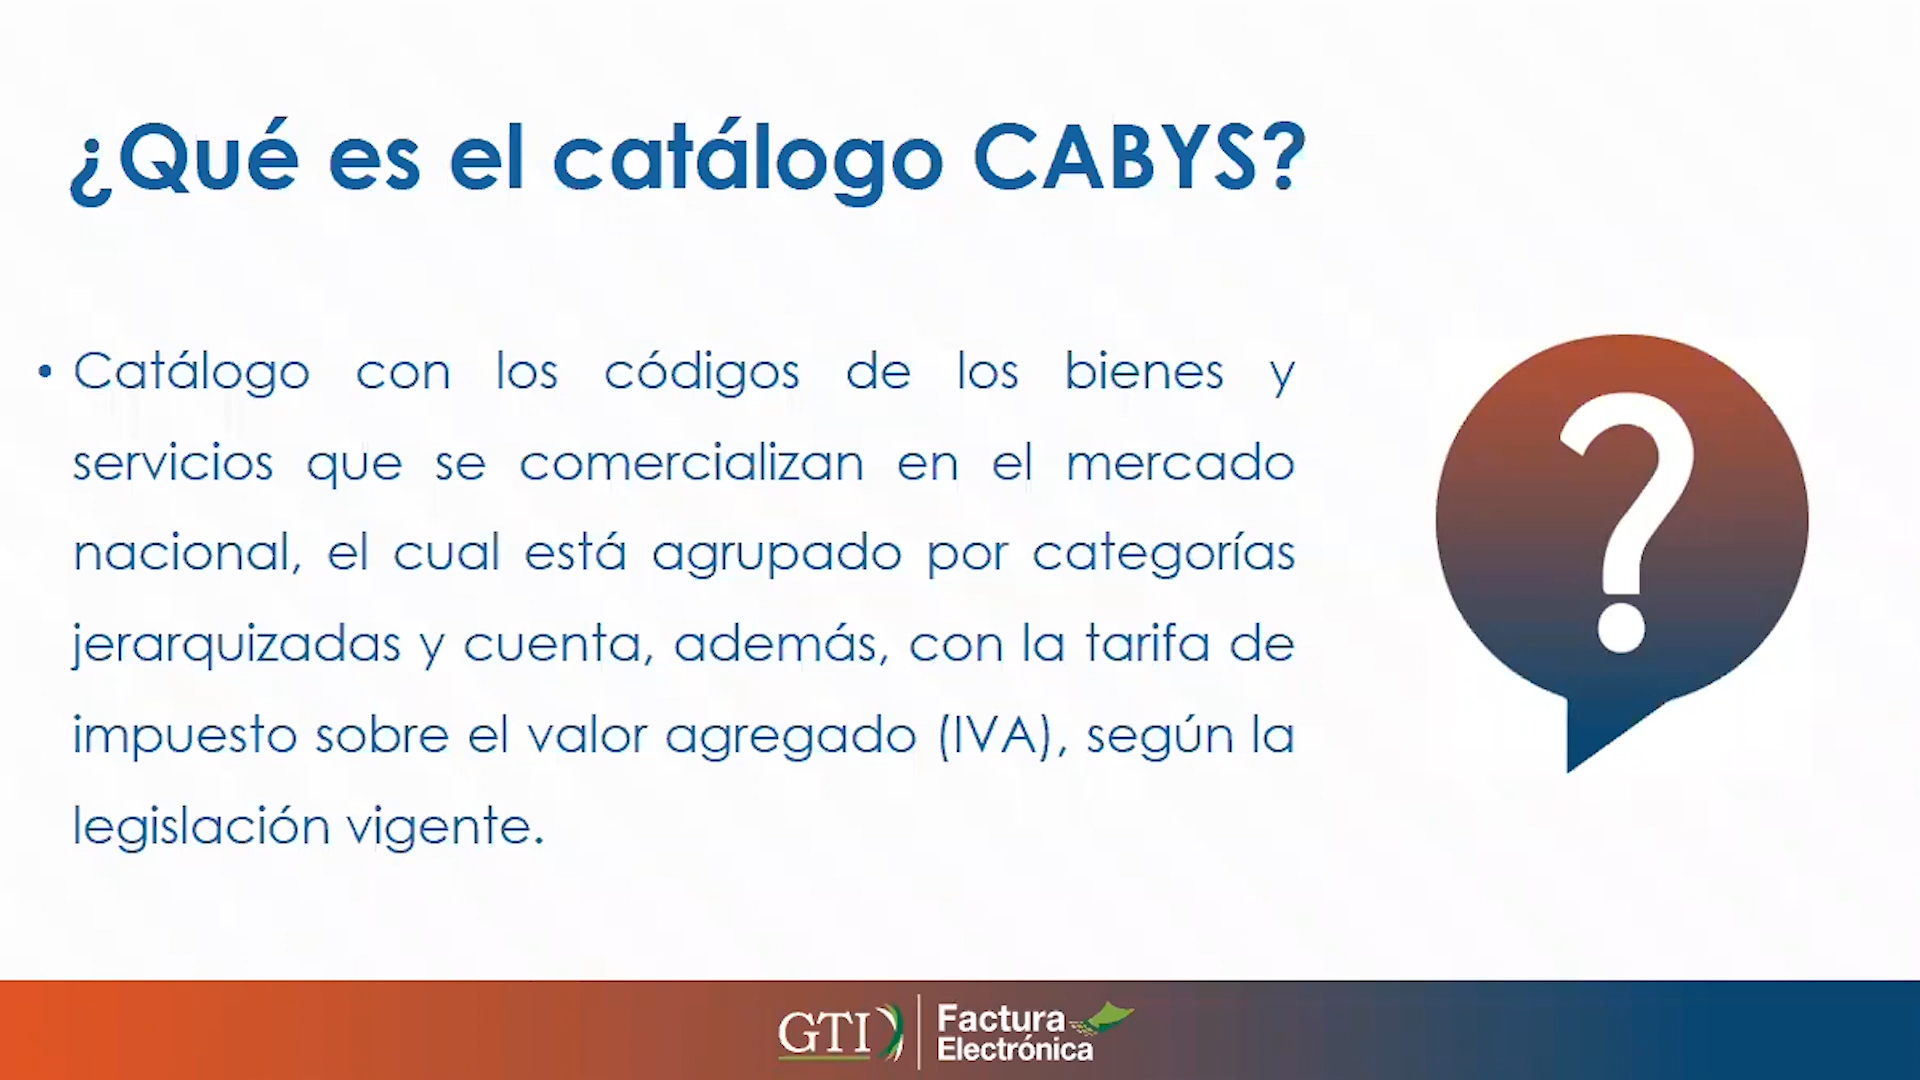 ¿Qué es el catálogo CABYS?
• Catálogo con los códigos de los bienes y
servicios que se comercializan en el mercado
nacional, el cual está agrupado por categorías
jerarquizadas y cuenta, además, con la tarifa de
impuesto sobre el valor agregado (IVA), según la
legislación vigente.
?
GTI
Factura
Electrónica